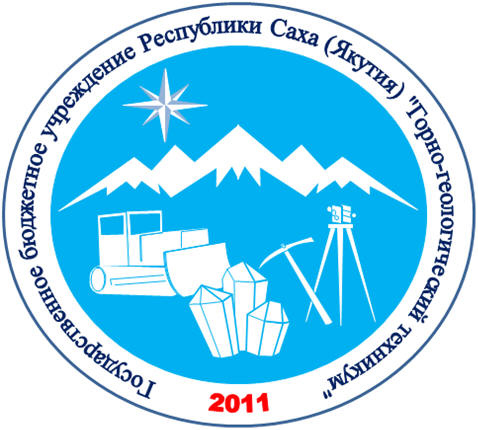 Государственное бюджетное учреждение Республики Саха (Якутия) "Горно-геологический техникум"
2011